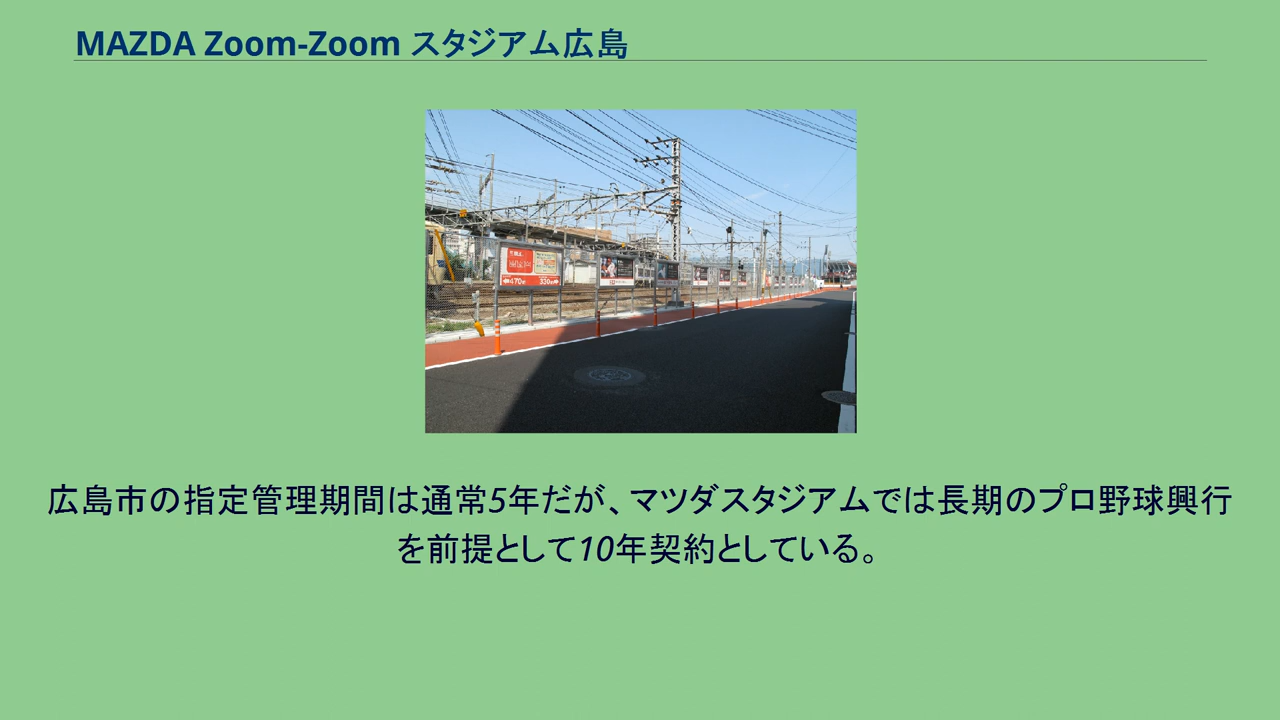 MAZDA Zoom-Zoom スタジアム広島
470m
330m
広島市の指定管理期間は通常5年だが、マツダスタジアムでは長期のプロ野球興行
を前提として10年契約としている。